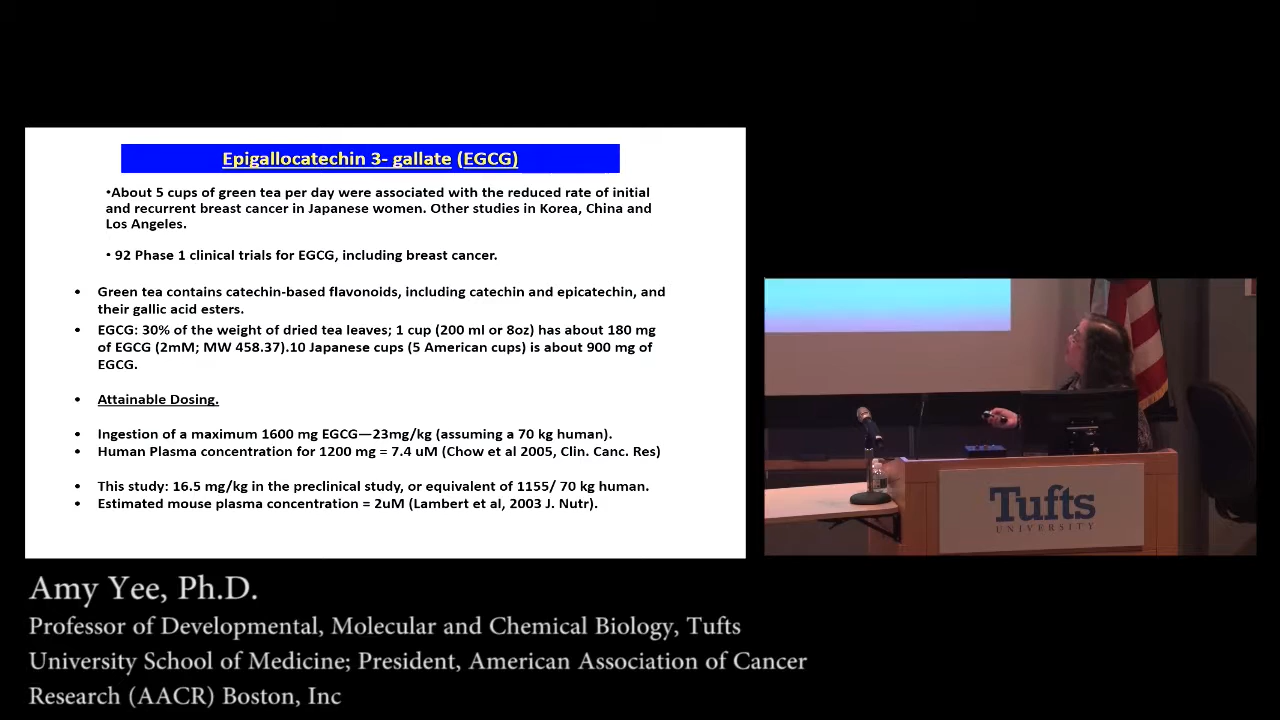 Epigallocatechin 3- gallate (EGCG)
•About 5 cups of green tea per day were associated with the reduced rate of initial
and recurrent breast cancer in Japanese women. Other studies in Korea, China and
Los Angeles.
• 92 Phase 1 clinical trials for EGCG, including breast cancer.
• Green tea contains catechin-based flavonoids, including catechin and epicatechin, and
their gallic acid esters.
• EGCG: 30% of the weight of dried tea leaves; 1 cup (200 ml or 8oz) has about 180 mg
of EGCG (2mM; MW 458.37).10 Japanese cups (5 American cups) is about 900 mg of
EGCG.
• Attainable Dosing.
• Ingestion of a maximum 1600 mg EGCG—23mg/kg (assuming a 70 kg human).
• Human Plasma concentration for 1200 mg = 7.4 uM (Chow et al 2005, Clin. Canc. Res)
• This study: 16.5 mg/kg in the preclinical study, or equivalent of 1155/ 70 kg human.
• Estimated mouse plasma concentration = 2uM (Lambert et al, 2003 J. Nutr).
Tufts
UNIVERSITY
Amy Yee, Ph.D.
Professor of Developmental, Molecular and Chemical Biology, Tufts
University School of Medicine; President, American Association of Cancer
Research (AACR) Boston, Inc